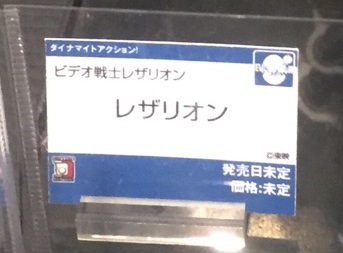 ダイナマイトアクション!
ビデオ戦士レザリオン
レザリオン
©東映
発売日未定
価格:未定